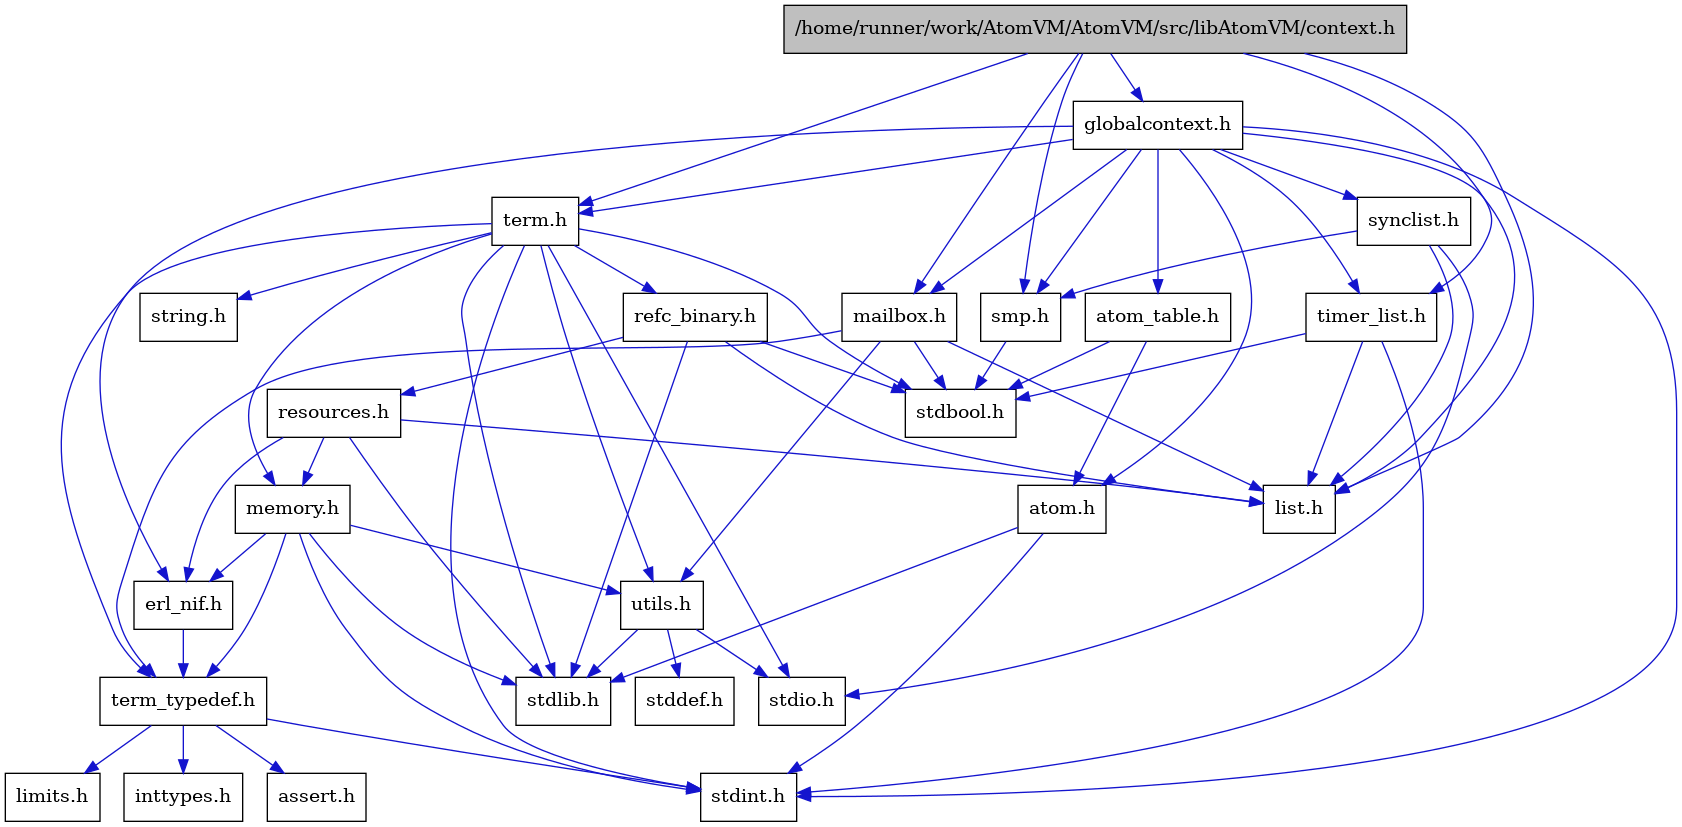 /home/runner/work/AtomVM/AtomVM/src/libAtomVM/context.h
globalcontext.h
term.h
synclist.h
string.h
refc_binary.h
mailbox.h
smp.h
atom_table.h
timer_list.h
resources.h
stdbool.h
memory.h
atom.h
list.h
erl_nif.h
utils.h
term_typedef.h
stdlib.h
stddef.h
stdio.h
limits.h
inttypes.h
assert.h
stdint.h